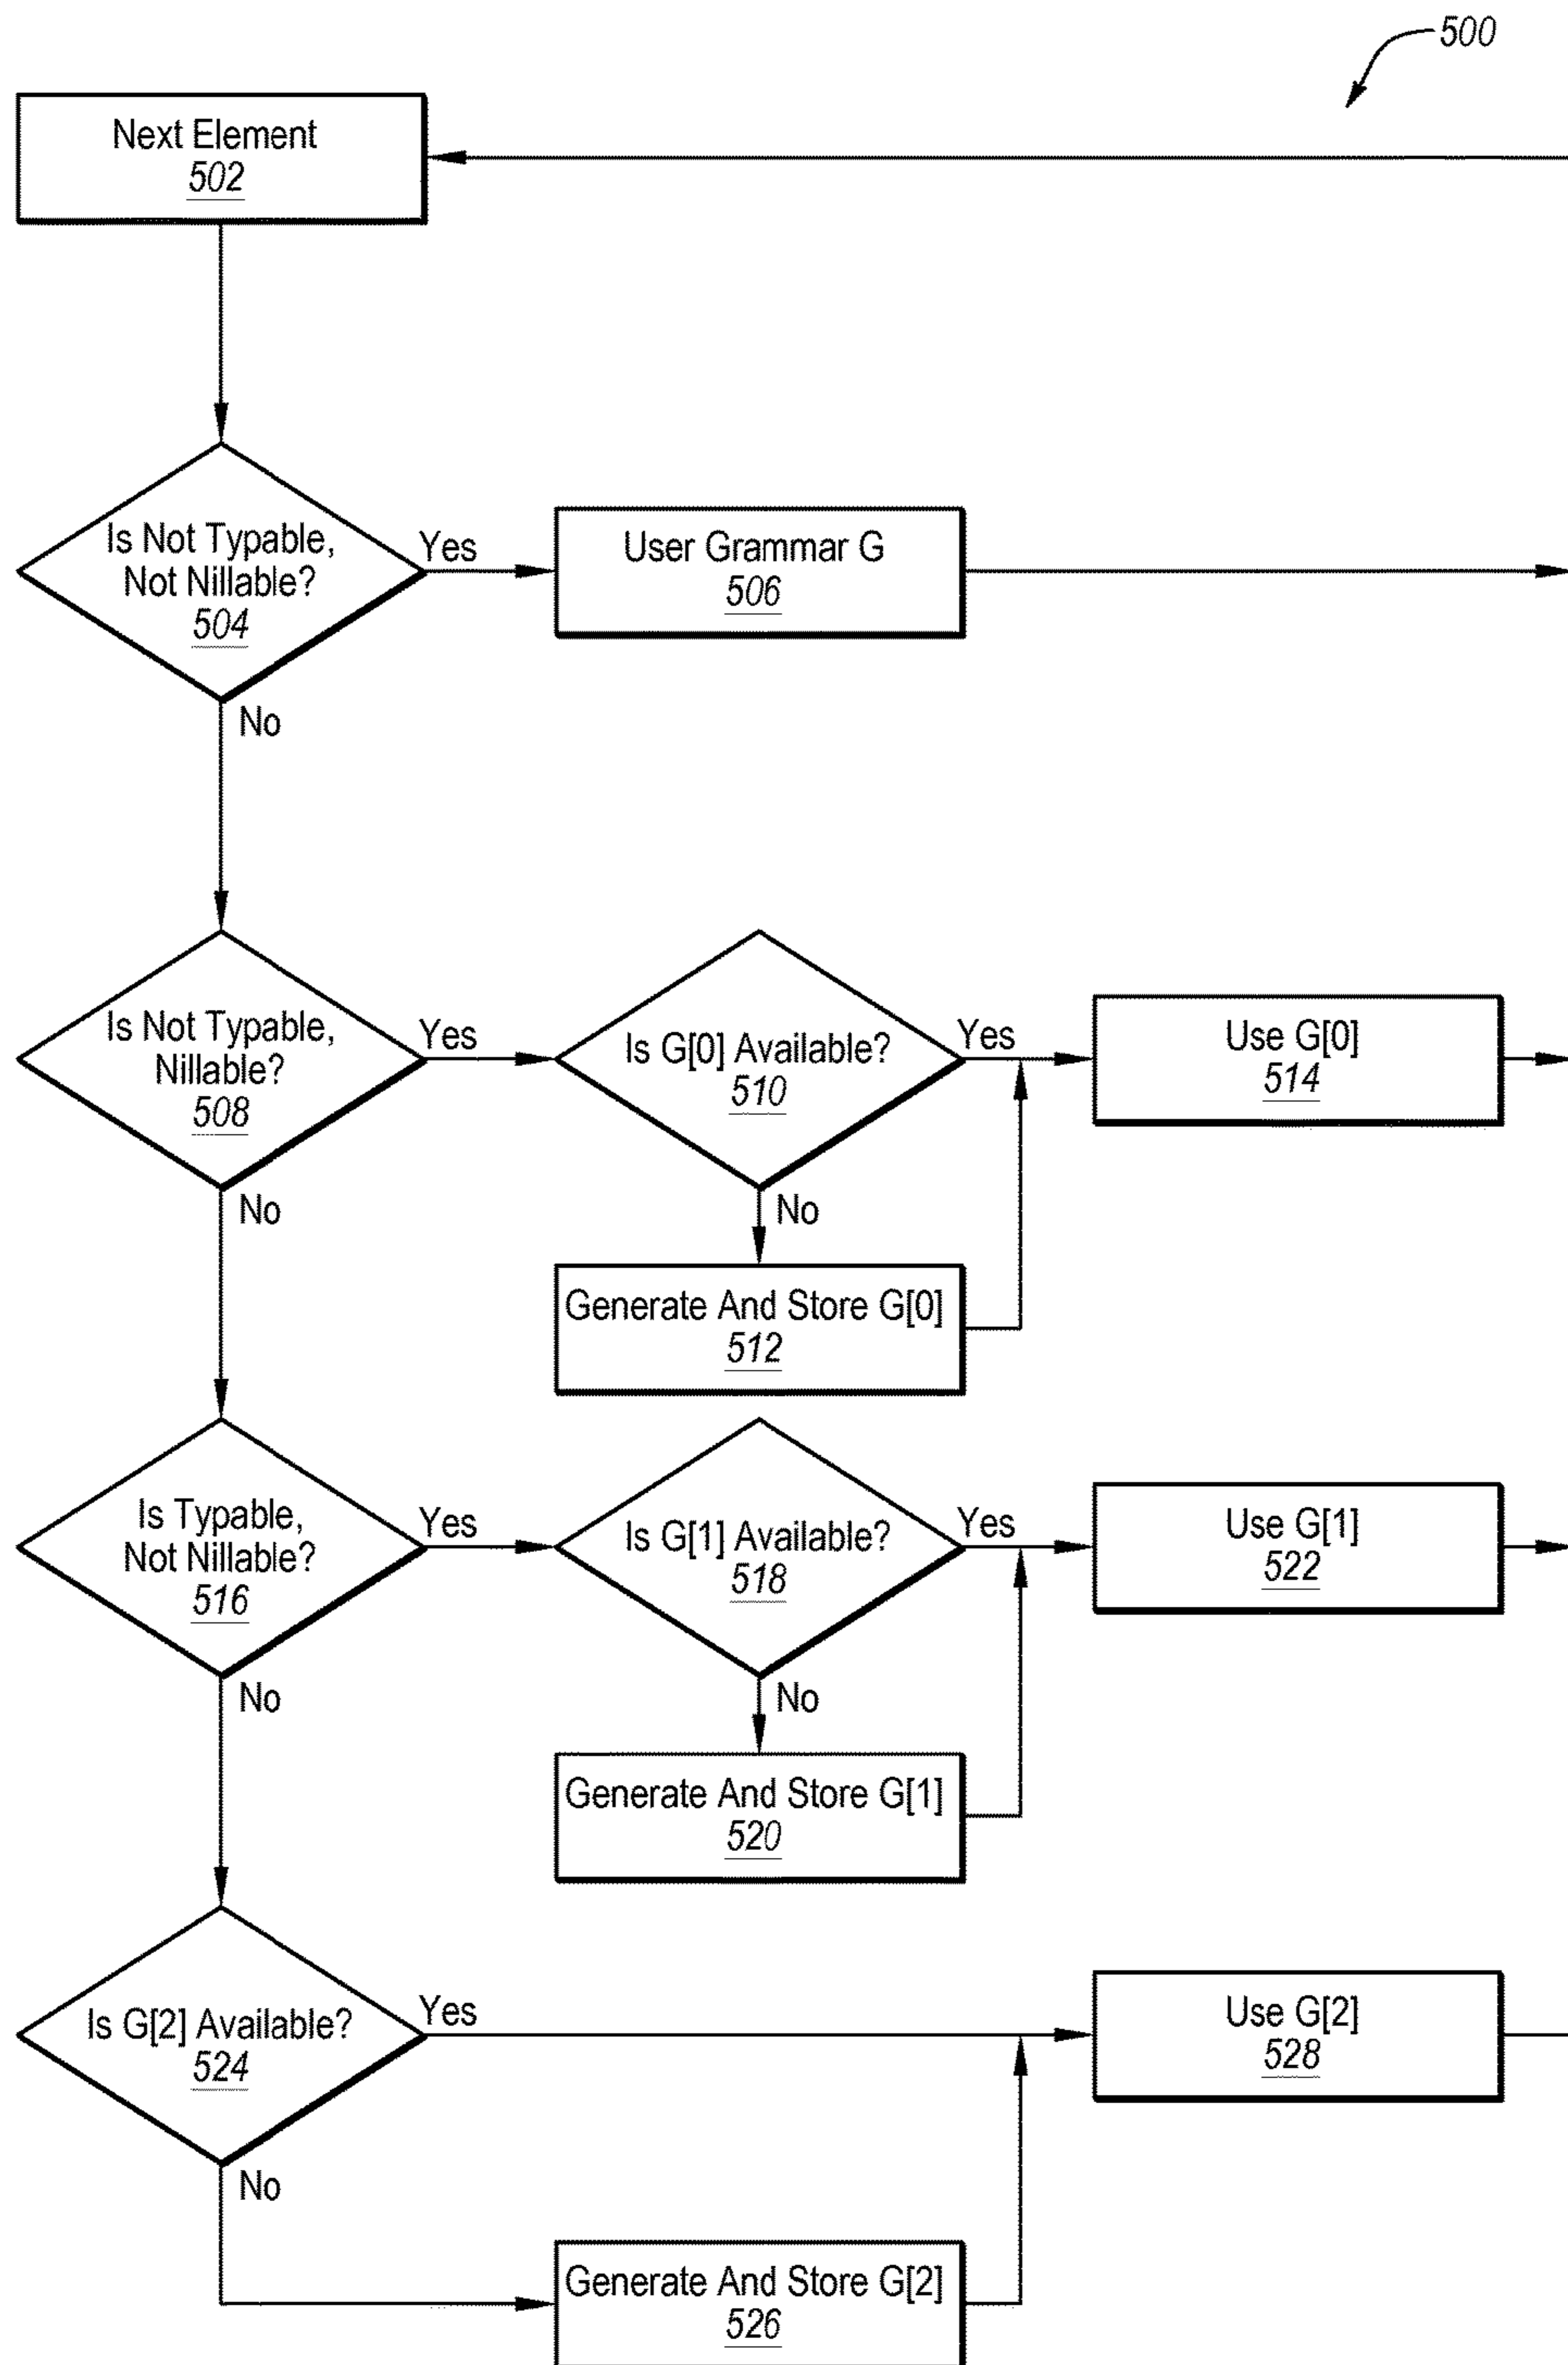 500
Next Element
502
Is Not Typable,
Not Nillable?
504
Yes
User Grammar G
506
No
Is Not Typable,
Nillable?
508
Yes
Is G[0] Available?
510
Yes
Use G[0]
514
No
No
Generate And Store G[0]
512
Is Typable,
Not Nillable?
516
Yes
Is G[1] Available?
518
Yes
Use G[1]
522
No
No
Generate And Store G[1]
520
Is G[2] Available?
524
Yes
Use G[2]
528
No
Generate And Store G[2]
526